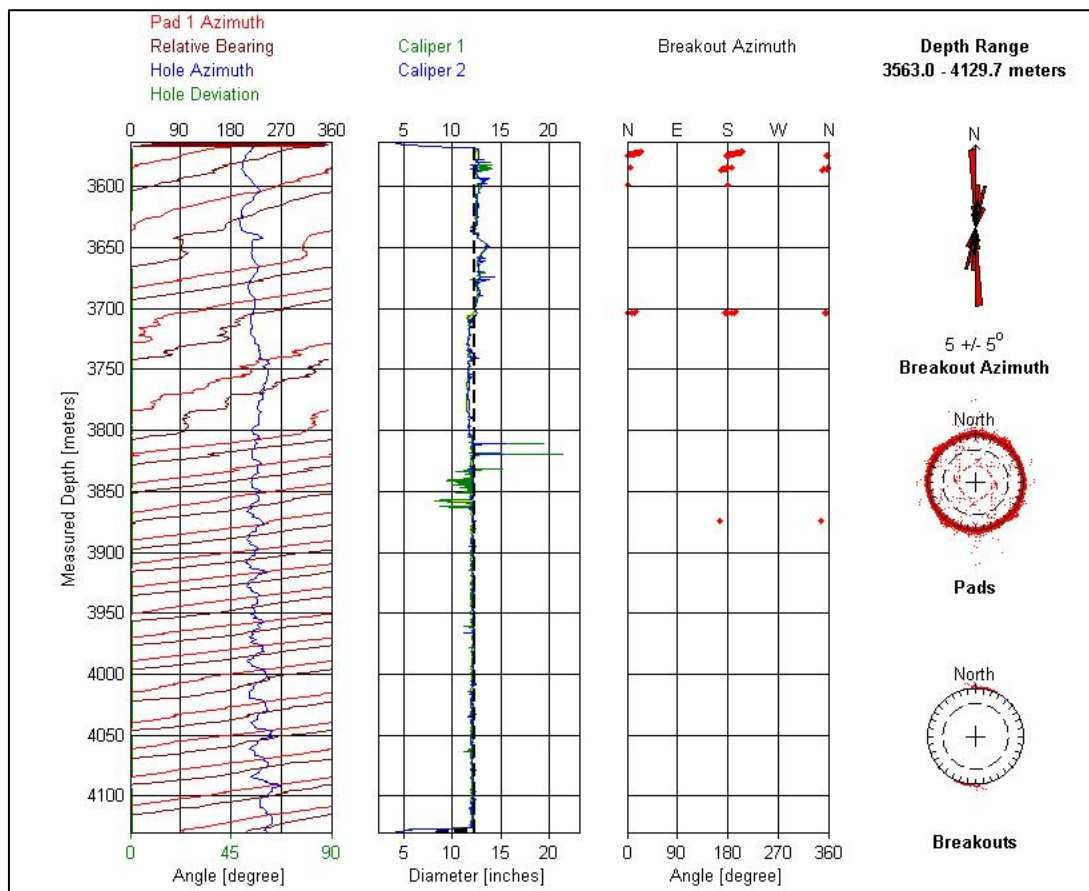 Pad 1 Azimuth
Relative Bearing
Hole Azimuth
Hole Deviation
Caliper 1
Caliper 2
Breakout Azimuth
Depth Range
3563.0 - 4129.7 meters
0 90 180 270 360
5 10 15 20
N E S W N
N
3600
3650
3700
3750
3800
3850
3900
3950
4000
4050
4100
Measured Depth [meters]
0 45 90
Angle [degree]
5 10 15 20
Diameter [inches]
0 90 180 270 360
Angle [degree]
5 +/- 5o
Breakout Azimuth
North
Pads
North
Breakouts